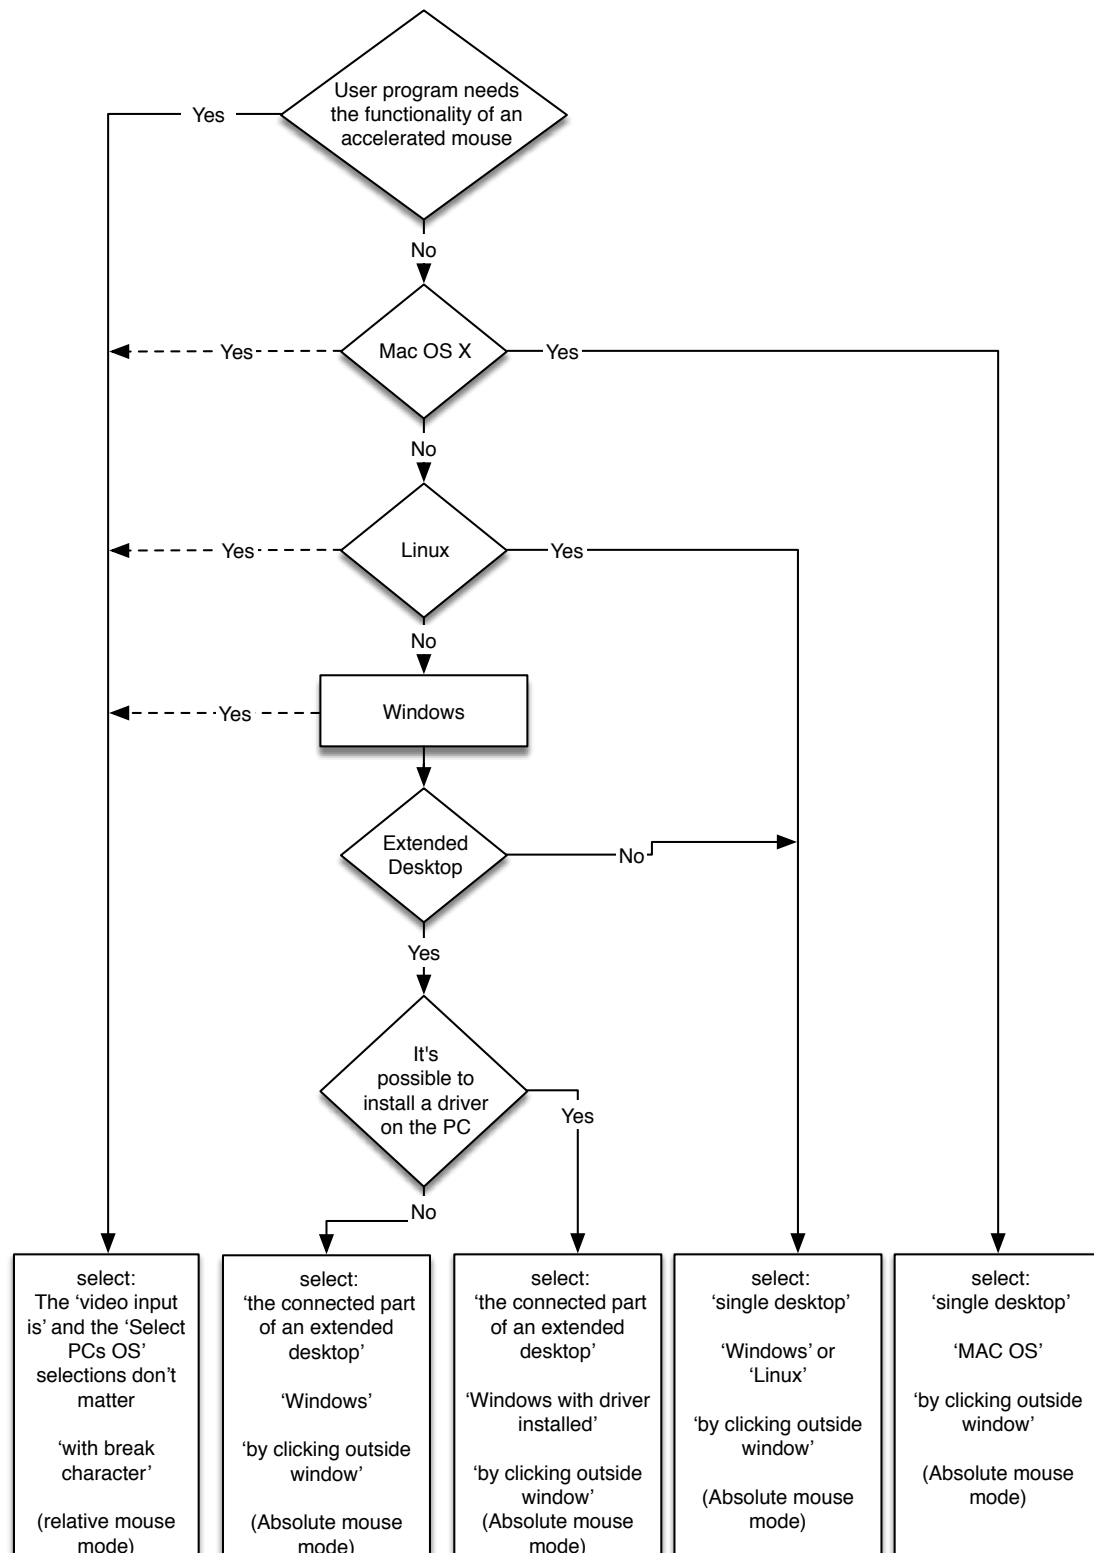 User program needs
the functionality of an
accelerated mouse
Yes
No
Mac OS X
Yes
Yes
No
Linux
Yes
Yes
No
Windows
Yes
Extended
Desktop
No
Yes
It's
possible to
install a driver
on the PC
Yes
No
select:
The ‘video input
is’ and the ‘Select
PCs OS’
selections don’t
matter
‘with break
character’
(relative mouse
mode)
select:
‘the connected part
of an extended
desktop’
‘Windows’
‘by clicking outside
window’
(Absolute mouse
mode)
select:
‘the connected part
of an extended
desktop’
‘Windows with driver
installed’
‘by clicking outside
window’
(Absolute mouse
mode)
select:
‘single desktop’
‘Windows’ or
‘Linux’
‘by clicking outside
window’
(Absolute mouse
mode)
select:
‘single desktop’
‘MAC OS’
‘by clicking outside
window’
(Absolute mouse
mode)